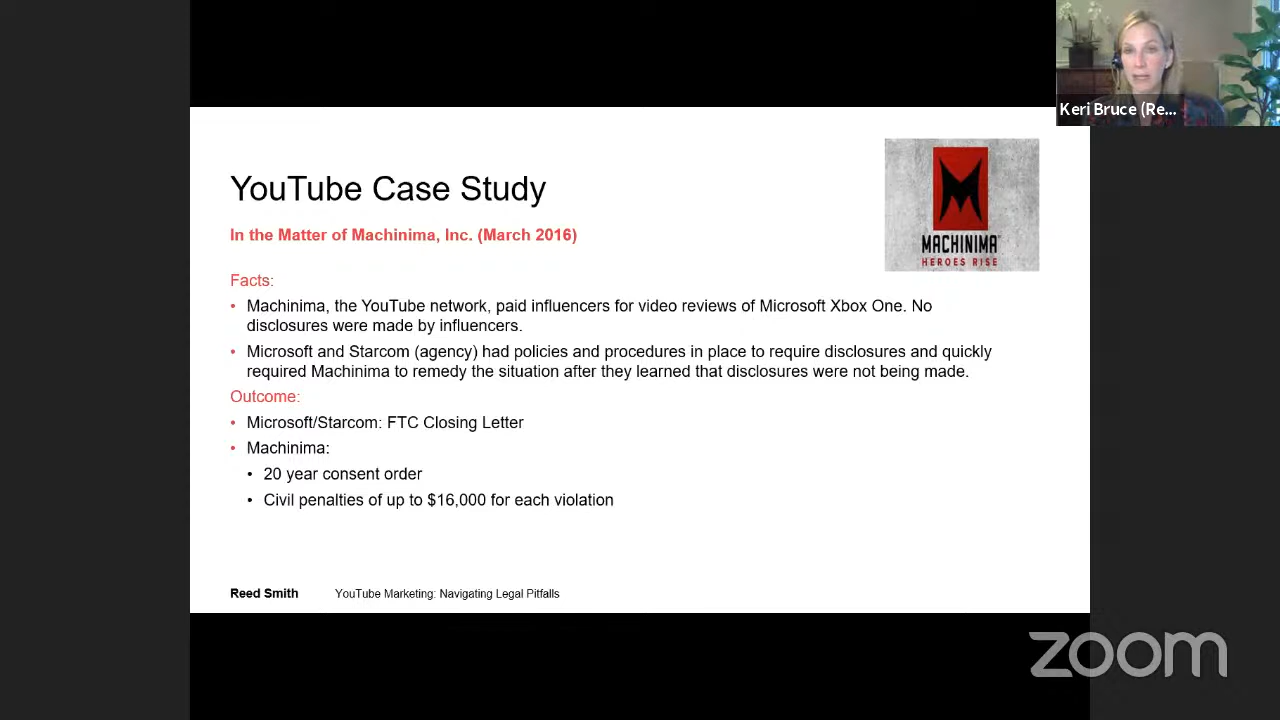 Keri Bruce (Re...
YouTube Case Study
In the Matter of Machinima, Inc. (March 2016)
MACHINIMA
HEROES RISE
Facts:
• Machinima, the YouTube network, paid influencers for video reviews of Microsoft Xbox One. No
disclosures were made by influencers.
• Microsoft and Starcom (agency) had policies and procedures in place to require disclosures and quickly
required Machinima to remedy the situation after they learned that disclosures were not being made.
Outcome:
• Microsoft/Starcom: FTC Closing Letter
• Machinima:
• 20 year consent order
• Civil penalties of up to $16,000 for each violation
Reed Smith YouTube Marketing: Navigating Legal Pitfalls
zoom